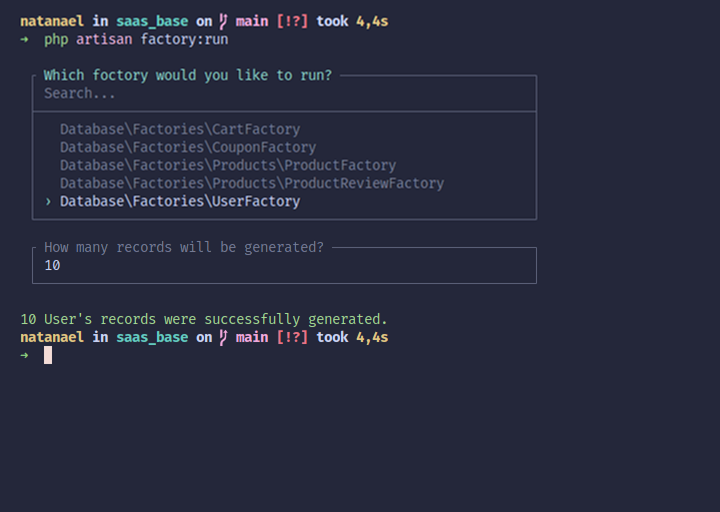 natanael in saas_base on main [!?] took 4,4s
→ php artisan factory:run
Which foctory would you like to run?
Search...
Database\Factories\CartFactory
Database\Factories\CouponFactory
Database\Factories\Products\ProductFactory
Database\Factories\Products\ProductReviewFactory
› Database\Factories\UserFactory
How many records will be generated?
10
10 User's records were successfully generated.
natanael in saas_base on main [!?] took 4,4s
→